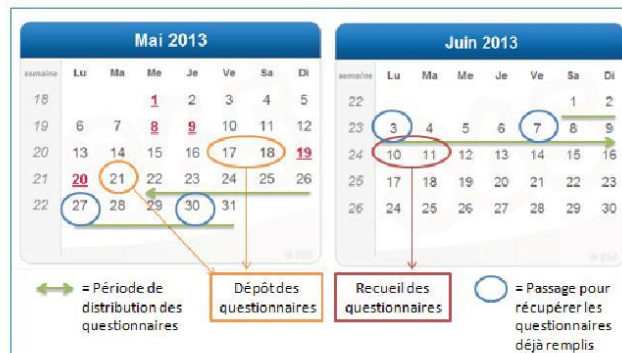 Mai 2013
semaine Lu Ma Me Je Ve Sa Di
18 1 2 3 4 5
19 6 7 8 9 10 11 12
20 13 14 15 16 17 18 19
21 20 21 22 23 24 25 26
22 27 28 29 30 31
Juin 2013
semaine Lu Ma Me Je Ve Sa Di
22 1 2
23 3 4 5 6 7 8 9
24 10 11 12 13 14 15 16
25 17 18 19 20 21 22 23
26 24 25 26 27 28 29 30
= Période de
distribution des
questionnaires
Dépôt des
questionnaires
Recueil des
questionnaires
= Passage pour
récupérer les
questionnaires
déjà remplis